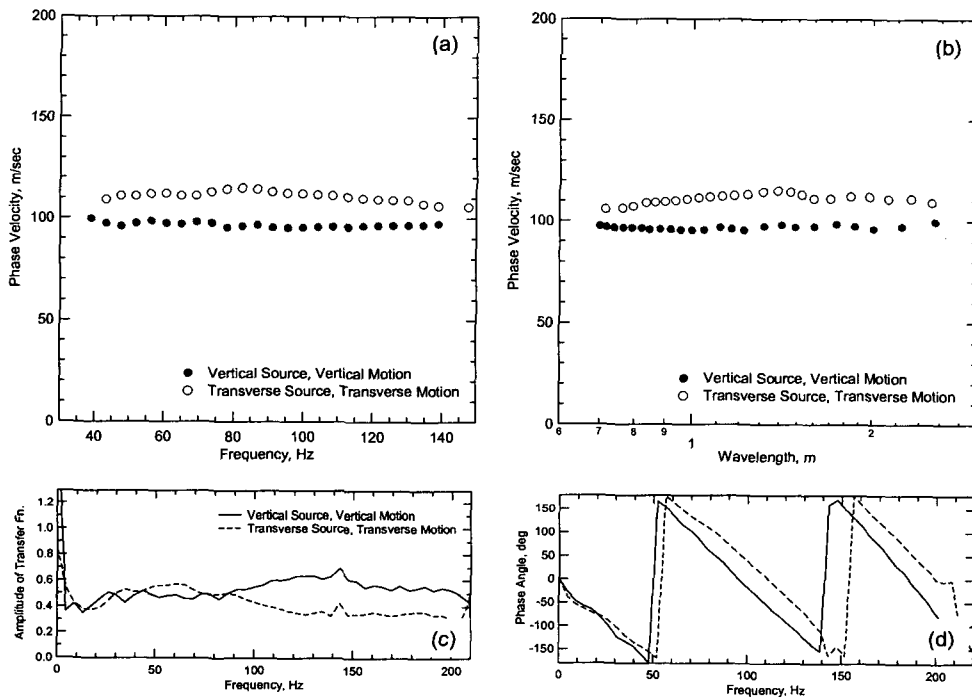 200
(a)
150
100
50
0
Phase Velocity, m/sec
Vertical Source, Vertical Motion
Transverse Source, Transverse Motion
40 60 80 100 120 140
Frequency, Hz
200
(b)
150
100
50
0
Phase Velocity, m/sec
Vertical Source, Vertical Motion
Transverse Source, Transverse Motion
6 7 8 9 1 2
Wavelength, m
1.2
1.0
0.8
0.6
0.4
0.2
0.0
Amplitude of Transfer Fn.
Vertical Source, Vertical Motion
Transverse Source, Transverse Motion
(c)
0 50 100 150 200
Frequency, Hz
150
100
50
0
-50
-100
-150
Phase Angle, deg
(d)
0 50 100 150 200
Frequency, Hz